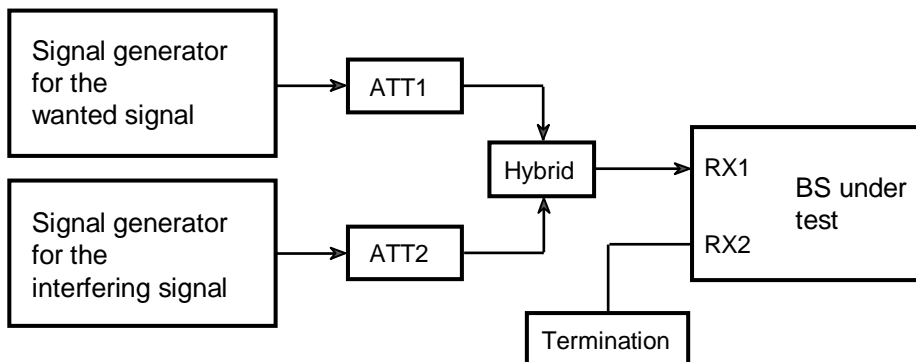 Signal generator
for the
wanted signal
ATT1
Hybrid
RX1
BS under
test
RX2
Signal generator
for the
interfering signal
ATT2
Termination